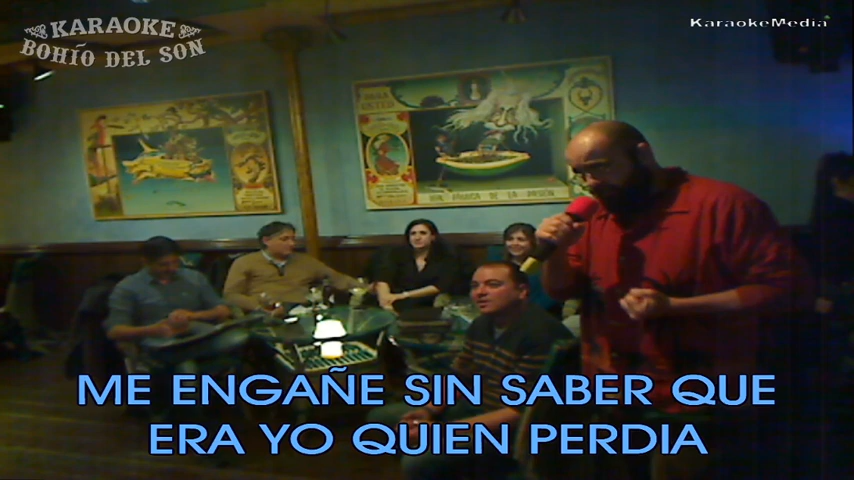 KARAOKE
BOHÍO DEL SON
KaraokeMedia
ME ENGAÑE SIN SABER QUE
ERA YO QUIEN PERDIA